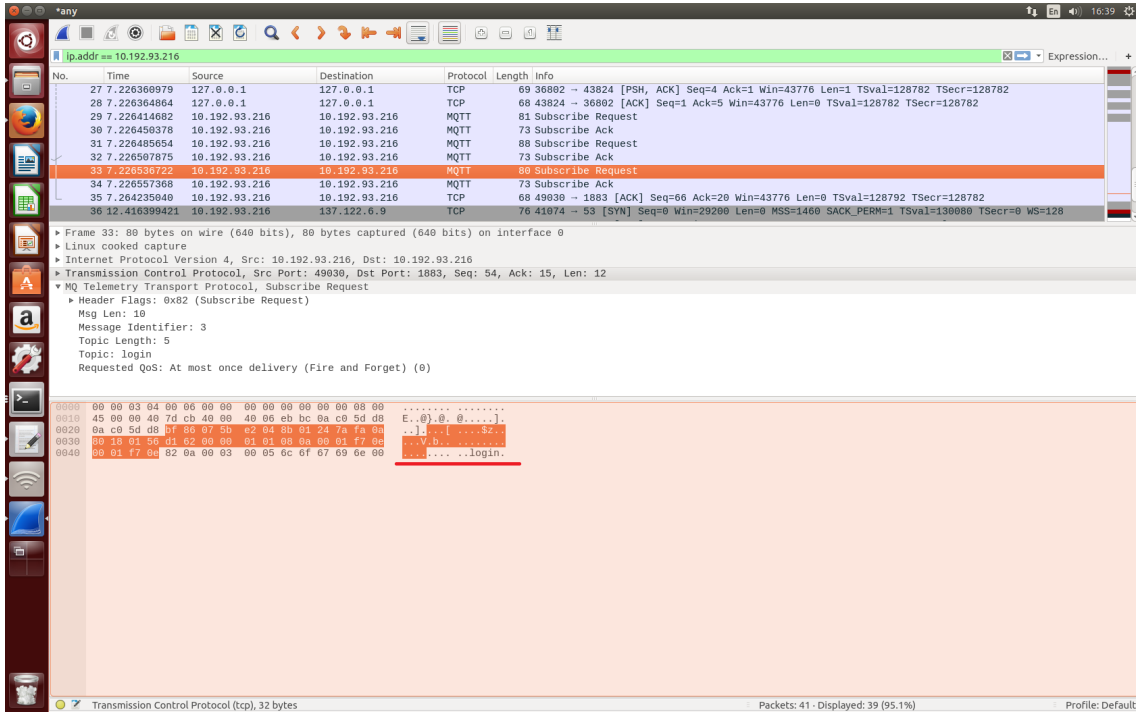 *any
En 16:39
ip.addr == 10.192.93.216 Expression... +
No. Time Source Destination Protocol Length Info
27 7.226360979 127.0.0.1 127.0.0.1 TCP 69 36802 → 43824 [PSH, ACK] Seq=4 Ack=1 Win=43776 Len=1 TSval=128782 TSecr=128782
28 7.226364864 127.0.0.1 127.0.0.1 TCP 68 43824 → 36802 [ACK] Seq=1 Ack=5 Win=43776 Len=0 TSval=128782 TSecr=128782
29 7.226414682 10.192.93.216 10.192.93.216 MQTT 81 Subscribe Request
30 7.226450378 10.192.93.216 10.192.93.216 MQTT 73 Subscribe Ack
31 7.226485654 10.192.93.216 10.192.93.216 MQTT 88 Subscribe Request
32 7.226507875 10.192.93.216 10.192.93.216 MQTT 73 Subscribe Ack
33 7.226536722 10.192.93.216 10.192.93.216 MQTT 80 Subscribe Request
34 7.226557368 10.192.93.216 10.192.93.216 MQTT 73 Subscribe Ack
35 7.264235040 10.192.93.216 10.192.93.216 TCP 68 49030 → 1883 [ACK] Seq=66 Ack=20 Win=43776 Len=0 TSval=128792 TSecr=128782
36 12.416399421 10.192.93.216 137.122.6.9 TCP 76 41074 → 53 [SYN] Seq=0 Win=29200 Len=0 MSS=1460 SACK_PERM=1 TSval=130080 TSecr=0 WS=128
Frame 33: 80 bytes on wire (640 bits), 80 bytes captured (640 bits) on interface 0
Linux cooked capture
Internet Protocol Version 4, Src: 10.192.93.216, Dst: 10.192.93.216
Transmission Control Protocol, Src Port: 49030, Dst Port: 1883, Seq: 54, Ack: 15, Len: 12
MQ Telemetry Transport Protocol, Subscribe Request
Header Flags: 0x82 (Subscribe Request)
Msg Len: 10
Message Identifier: 3
Topic Length: 5
Topic: login
Requested QoS: At most once delivery (Fire and Forget) (0)
0000 00 00 03 04 00 06 00 00 00 00 00 00 00 00 08 00 ........ ........
0010 45 00 00 40 7d cb 40 00 40 06 eb bc 0a c0 5d d8 E..@}.@. @.....].
0020 0a c0 5d d8 bf 86 07 5b e2 04 8b 01 24 7a fa 0a ..]....[ ....$z..
0030 80 18 01 56 d1 62 00 00 01 01 08 0a 00 01 f7 0e ...V.b.. ........
0040 00 01 f7 0e 82 0a 00 03 00 05 6c 6f 67 69 6e 00 ........ ..login.
Transmission Control Protocol (tcp), 32 bytes Packets: 41 · Displayed: 39 (95.1%) Profile: Default